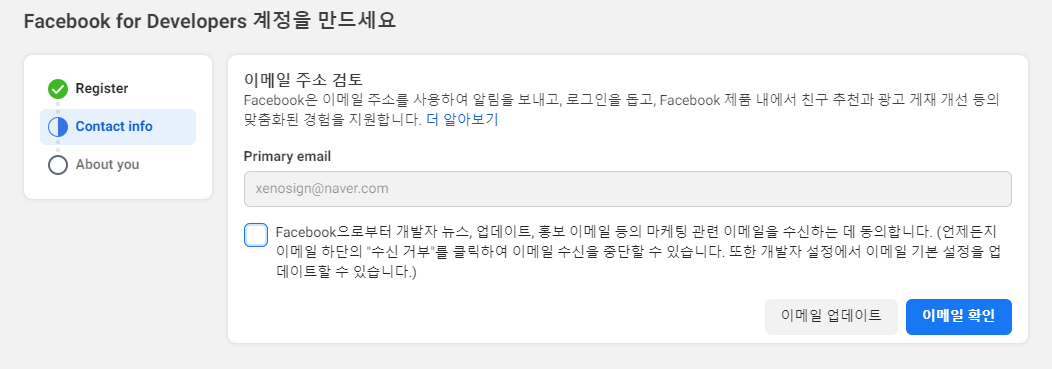 Facebook for Developers 계정을 만드세요
Register
Contact info
About you
이메일 주소 검토
Facebook은 이메일 주소를 사용하여 알림을 보내고, 로그인을 돕고, Facebook 제품 내에서 친구 추천과 광고 게재 개선 등의
맞춤화된 경험을 지원합니다. 더 알아보기
Primary email
xenosign@naver.com
Facebook으로부터 개발자 뉴스, 업데이트, 홍보 이메일 등의 마케팅 관련 이메일을 수신하는 데 동의합니다. (언제든지
이메일 하단의 "수신 거부"를 클릭하여 이메일 수신을 중단할 수 있습니다. 또한 개발자 설정에서 이메일 기본 설정을 업
데이트할 수 있습니다.)
이메일 업데이트
이메일 확인